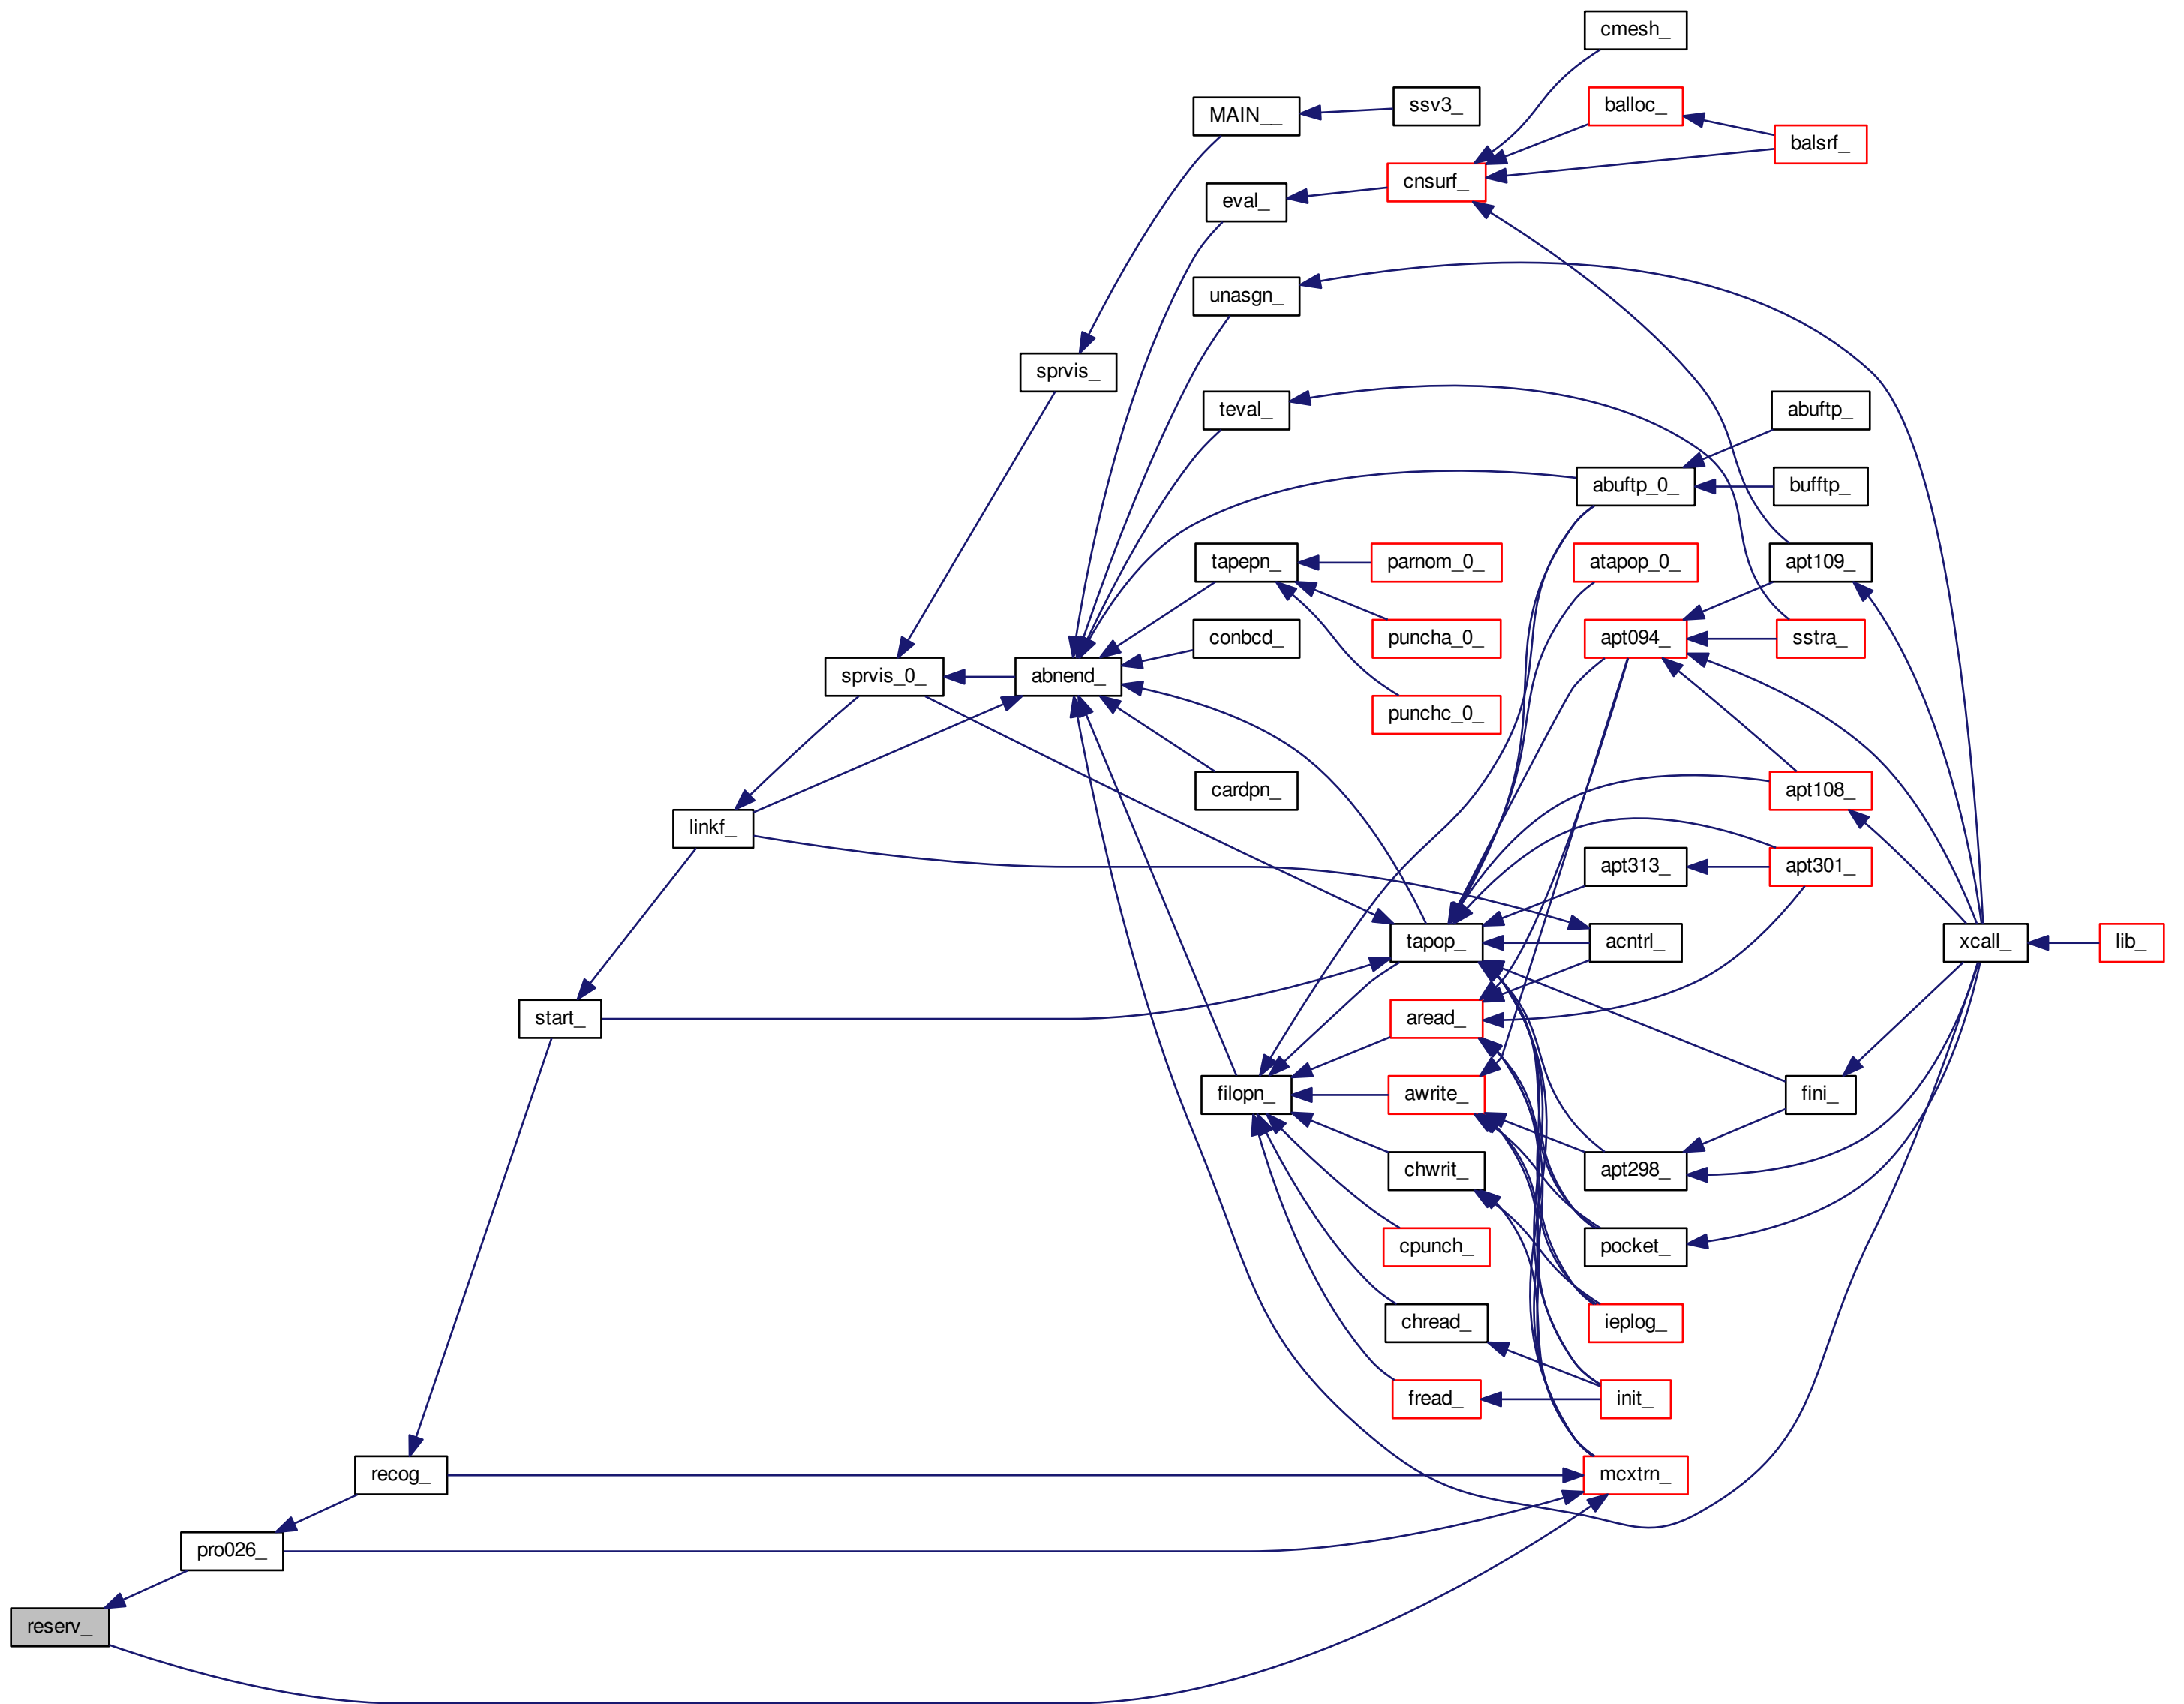 cmesh_
MAIN__
ssv3_
balloc_
balsrf_
cnsurf_
eval_
unasgn_
sprvis_
teval_
abuftp_
abuftp_0_
bufftp_
tapepn_
parnom_0_
atapop_0_
apt109_
conbcd_
puncha_0_
apt094_
sstra_
sprvis_0_
abnend_
punchc_0_
cardpn_
apt108_
linkf_
apt313_
apt301_
tapop_
acntrl_
xcall_
lib_
start_
aread_
filopn_
awrite_
fini_
chwrit_
apt298_
cpunch_
pocket_
chread_
ieplog_
fread_
init_
recog_
mcxtrn_
pro026_
reserv_